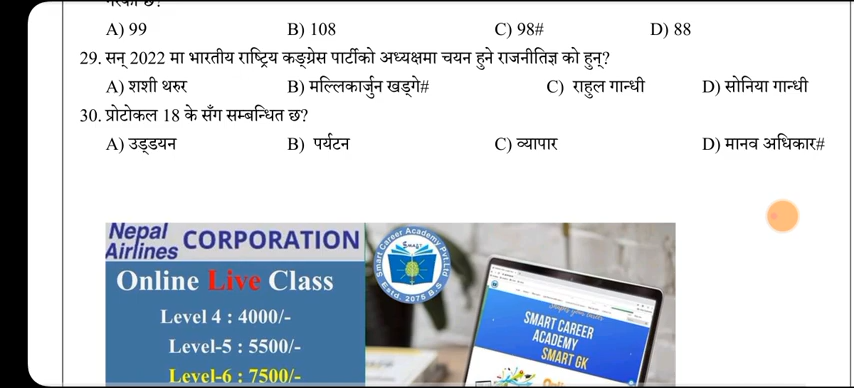 A) 99 B) 108 C) 98# D) 88
29. सन् 2022 मा भारतीय राष्ट्रिय कङ्ग्रेस पार्टीको अध्यक्षमा चयन हुने राजनीतिज्ञ को हुन्?
A) शशी थरुर B) मल्लिकार्जुन खड्गे# C) राहुल गान्धी D) सोनिया गान्धी
30. प्रोटोकल 18 के सँग सम्बन्धित छ?
A) उड्डयन B) पर्यटन C) व्यापार D) मानव अधिकार#
Nepal Airlines CORPORATION
Online Live Class
Level 4 : 4000/-
Level-5 : 5500/-
Level-6 : 7500/-
Smart Career Academy Pvt.Ltd
SMART
Estd. 2075 B.S
SMART CAREER
ACADEMY
SMART GK